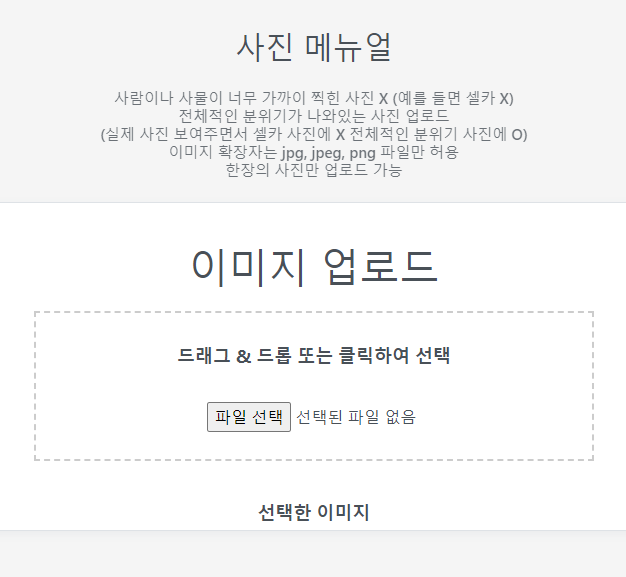 사진 메뉴얼
사람이나 사물이 너무 가까이 찍힌 사진 X (예를 들면 셀카 X)
전체적인 분위기가 나와있는 사진 업로드
(실제 사진 보여주면서 셀카 사진에 X 전체적인 분위기 사진에 O)
이미지 확장자는 jpg, jpeg, png 파일만 허용
한장의 사진만 업로드 가능
이미지 업로드
드래그 & 드롭 또는 클릭하여 선택
파일 선택 선택된 파일 없음
선택한 이미지